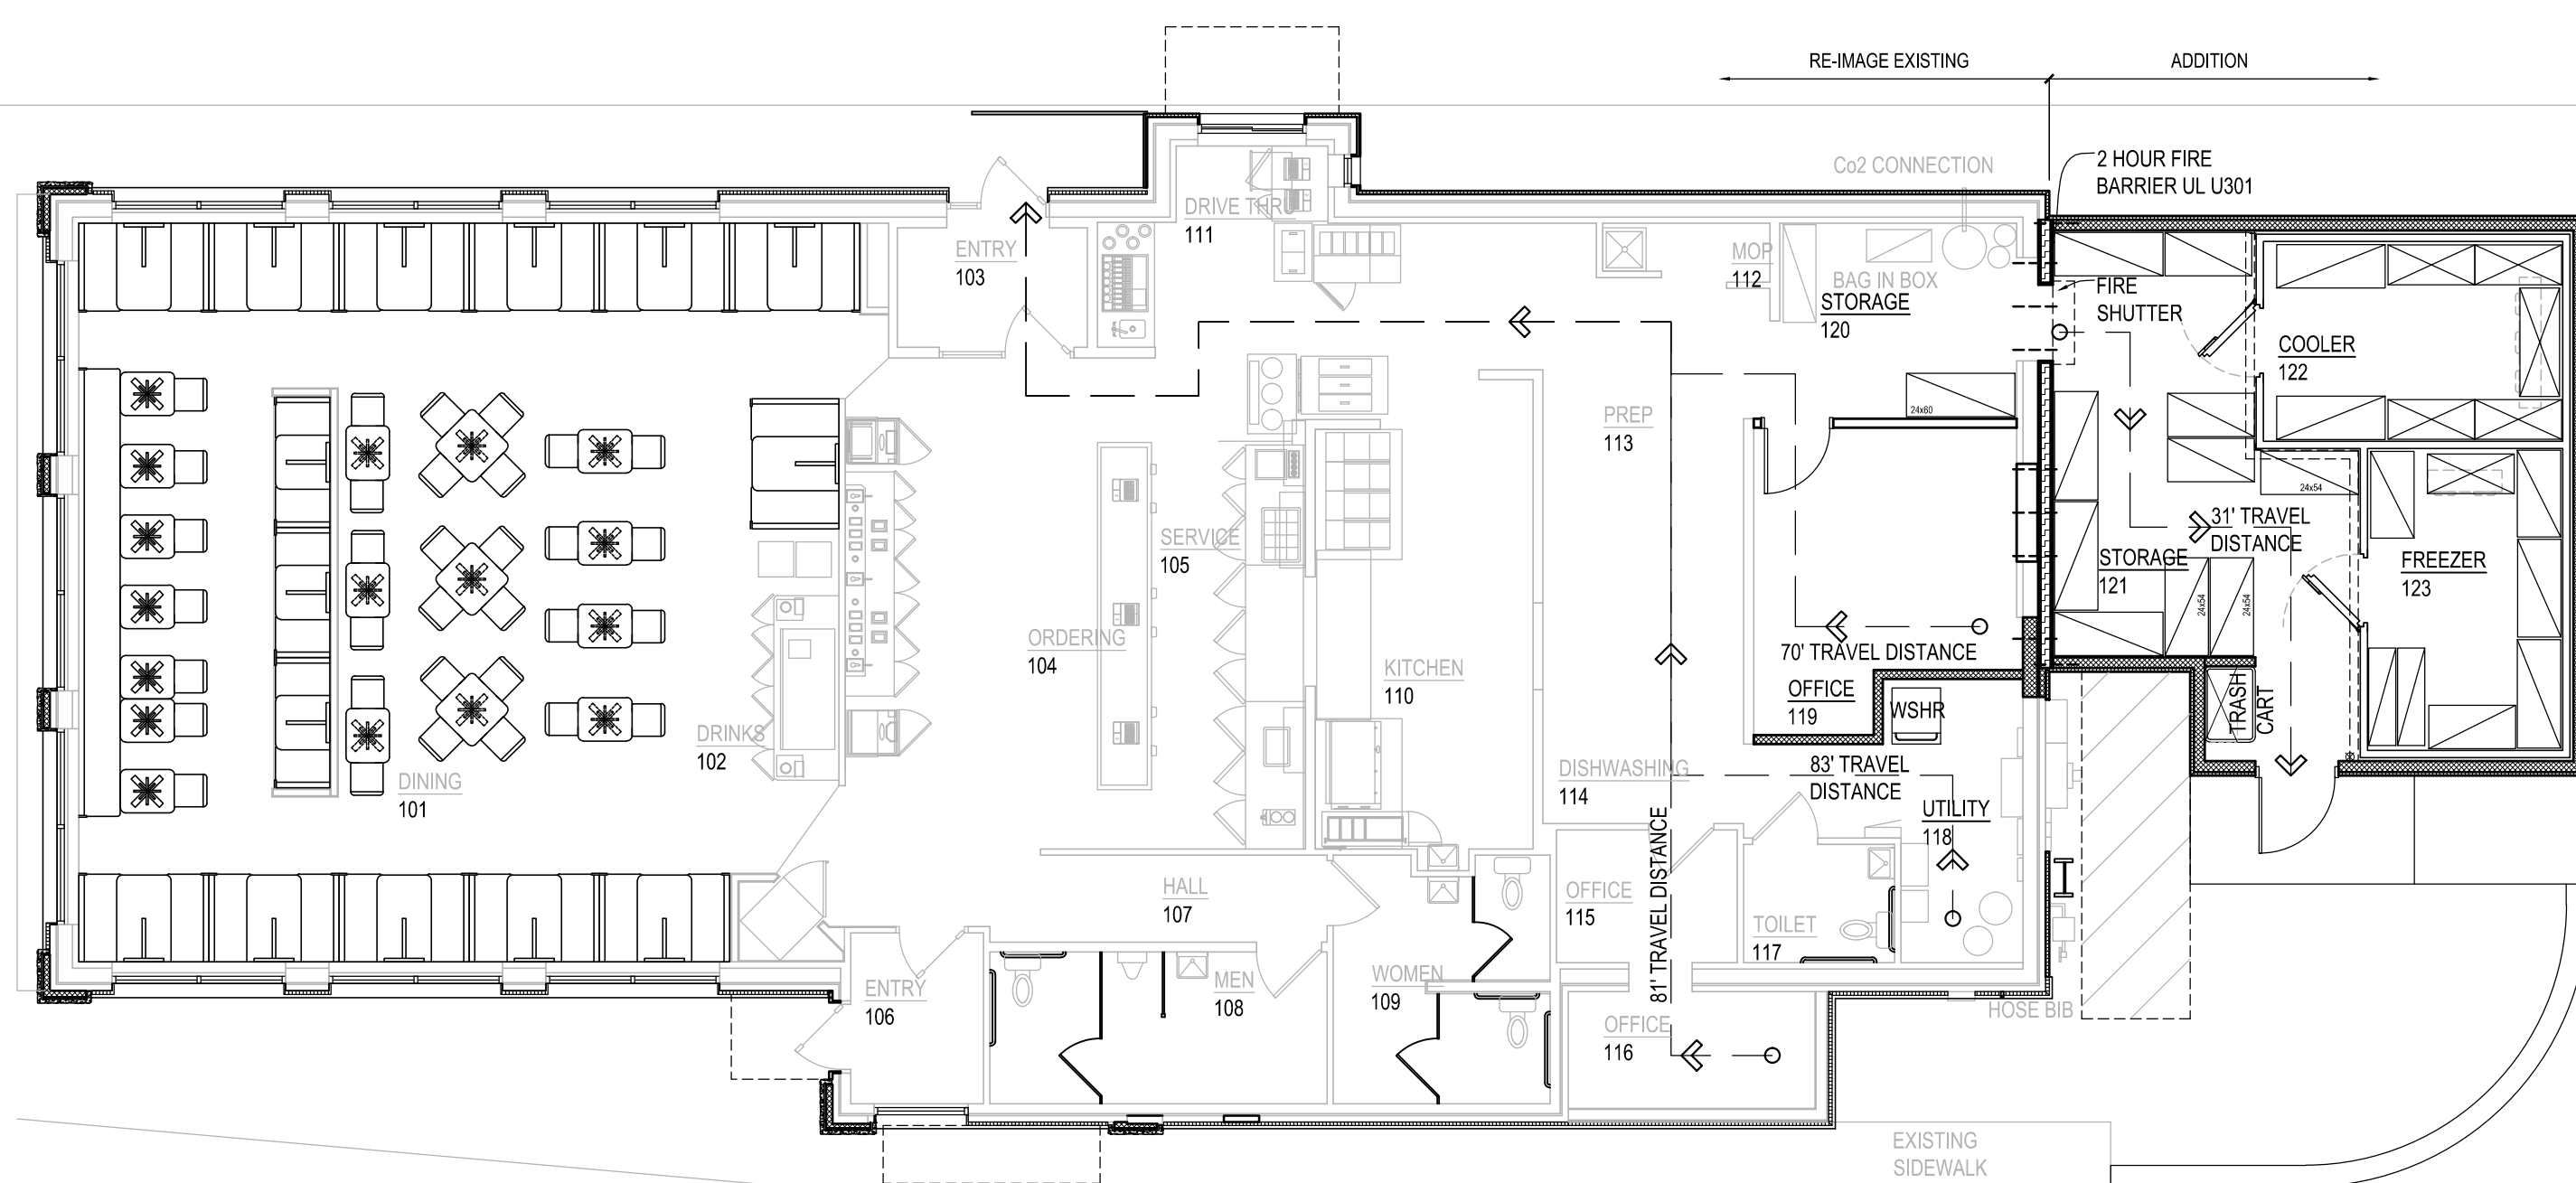 RE-IMAGE EXISTING
ADDITION
Co2 CONNECTION
2 HOUR FIRE
BARRIER UL U301
DRIVE THRU
111
ENTRY
103
MOP
112
BAG IN BOX
STORAGE
120
FIRE
SHUTTER
COOLER
122
24x60
PREP
113
24x54
31' TRAVEL
DISTANCE
SERVICE
105
STORAGE
121
24x54
24x54
FREEZER
123
ORDERING
104
KITCHEN
110
70' TRAVEL DISTANCE
OFFICE
119
WSHR
TRASH
CART
DRINKS
102
DINING
101
DISHWASHING
114
83' TRAVEL
DISTANCE
UTILITY
118
81' TRAVEL DISTANCE
HALL
107
OFFICE
115
TOILET
117
ENTRY
106
MEN
108
WOMEN
109
OFFICE
116
HOSE BIB
EXISTING
SIDEWALK